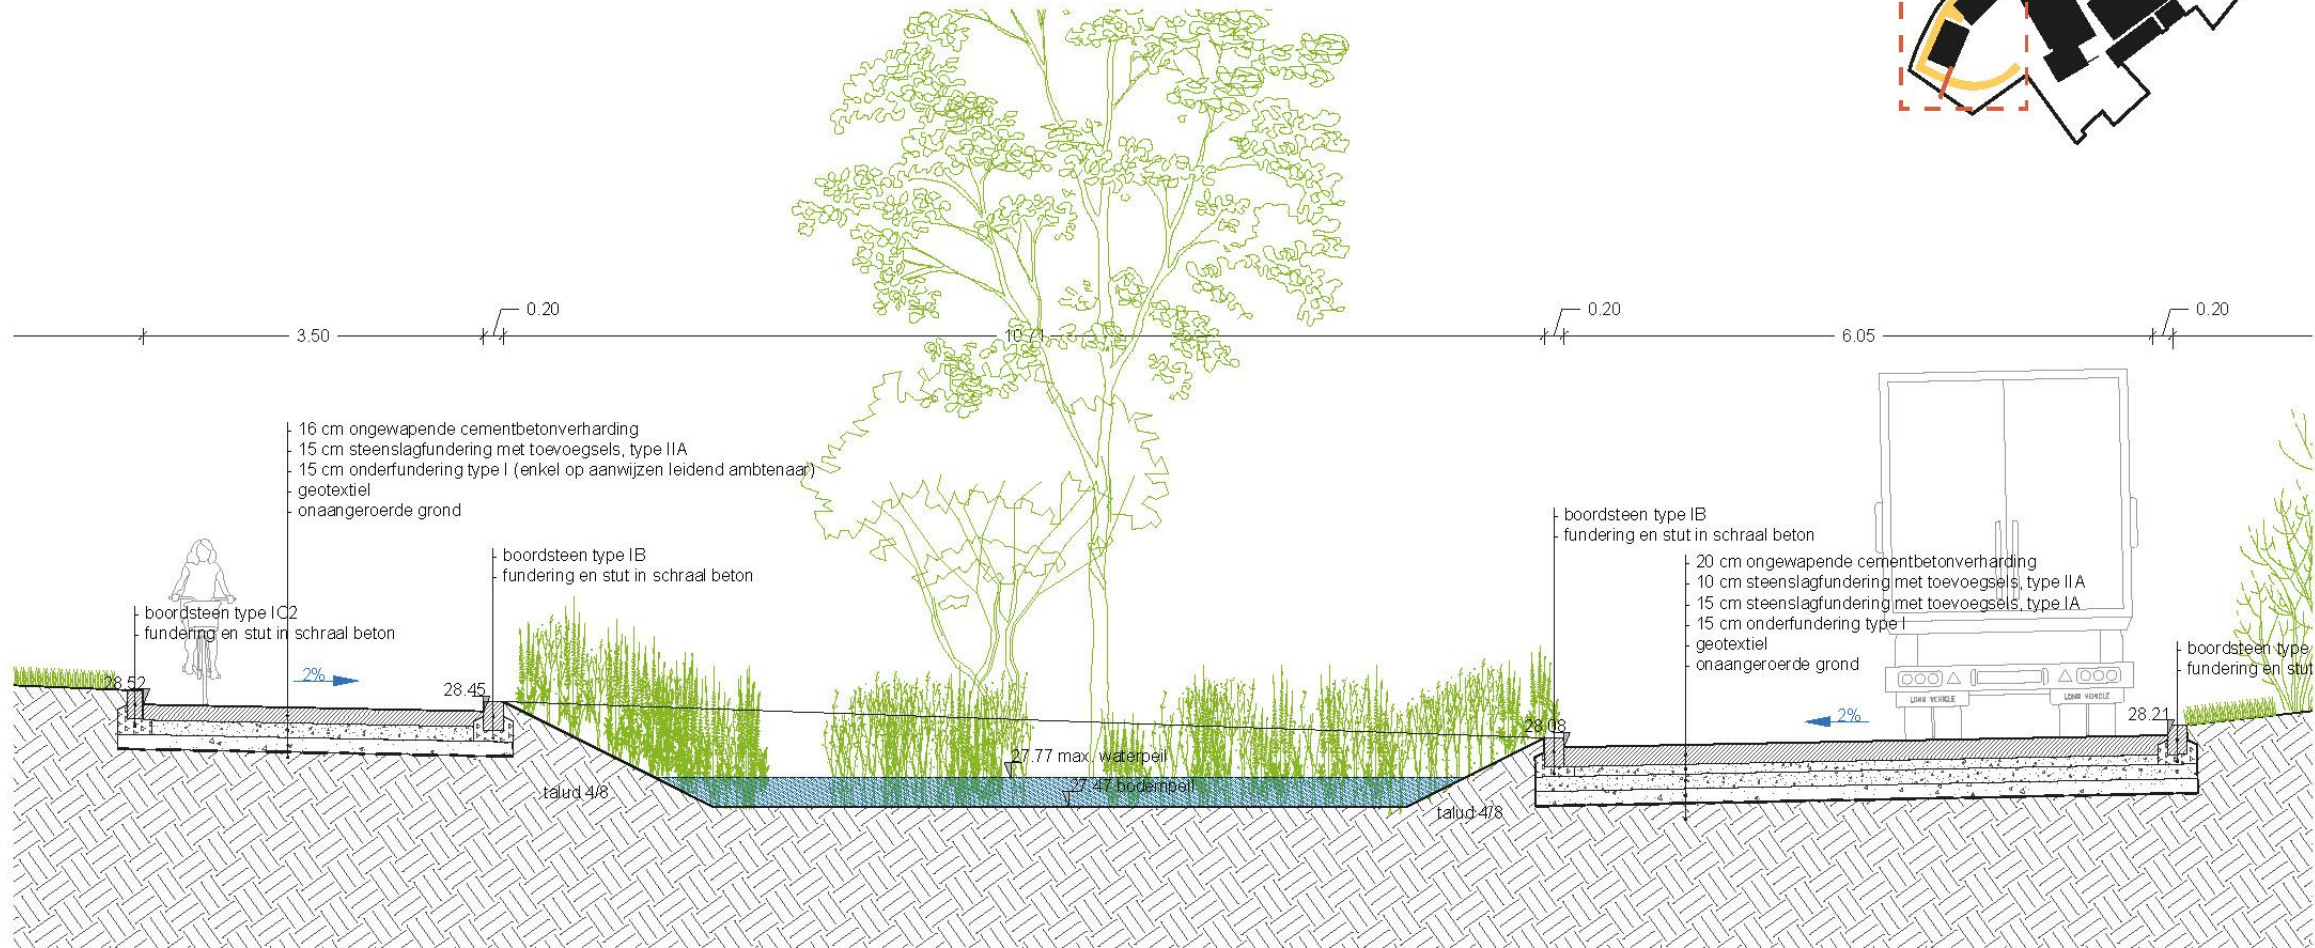 0.20
0.20
0.20
3.50
10.71
6.05
16 cm ongewapende cementbetonverharding
15 cm steenslagfundering met toevoegsels, type IIA
15 cm onderfundering type I (enkel op aanwijzen leidend ambtenaar)
geotextiel
onaangeroerde grond
boordsteen type IB
fundering en stut in schraal beton
boordsteen type IB
fundering en stut in schraal beton
20 cm ongewapende cementbetonverharding
10 cm steenslagfundering met toevoegsels, type IIA
15 cm steenslagfundering met toevoegsels, type IA
15 cm onderfundering type I
geotextiel
onaangeroerde grond
boordsteen type IC2
fundering en stut in schraal beton
boordsteen type
fundering en stut
2%
28.52
28.45
LONG VEHICLE
LONG VEHICLE
2%
28.21
28.08
27.77 max. waterpeil
27.47 bodempeil
talud 4/8
talud 4/8